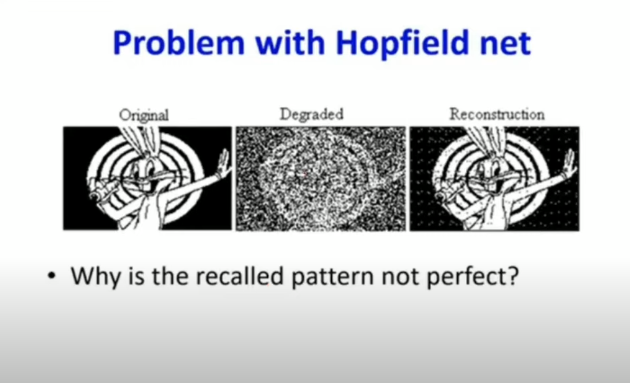 Problem with Hopfield net
Original Degraded Reconstruction
• Why is the recalled pattern not perfect?